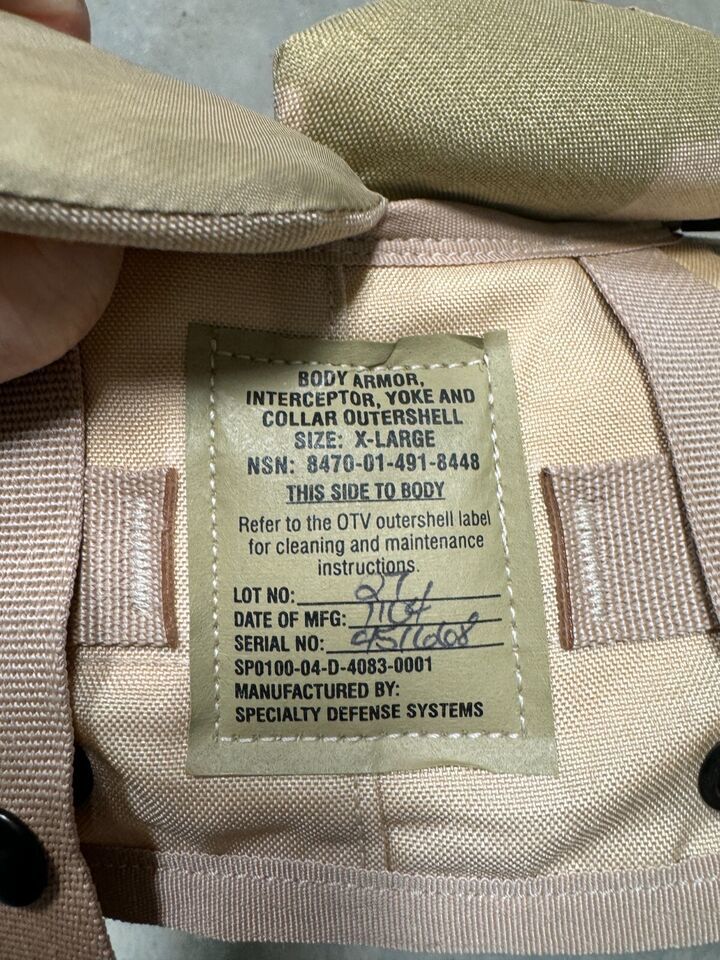 BODY ARMOR,
INTERCEPTOR, YOKE AND
COLLAR OUTERSHELL
SIZE: X-LARGE
NSN: 8470-01-491-8448
THIS SIDE TO BODY
Refer to the OTV outershell label
for cleaning and maintenance
instructions.
LOT NO: 27
DATE OF MFG: 1104
SERIAL NO:
SP0100-04-D-4083-0001
MANUFACTURED BY:
SPECIALTY DEFENSE SYSTEMS